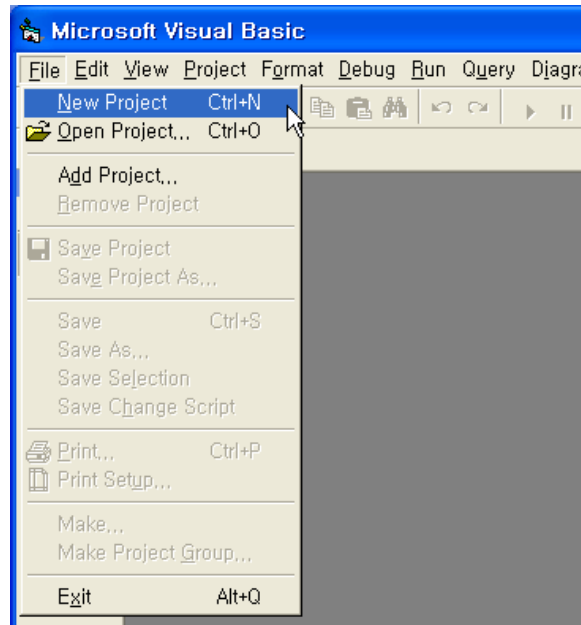 Microsoft Visual Basic
File Edit View Project Format Debug Run Query Diagra
New Project Ctrl+N
Open Project... Ctrl+O
Add Project...
Remove Project
Save Project
Save Project As...
Save Ctrl+S
Save As...
Save Selection
Save Change Script
Print... Ctrl+P
Print Setup...
Make...
Make Project Group...
Exit Alt+Q